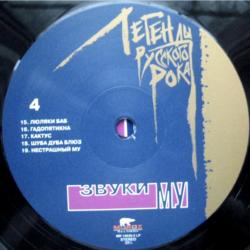 ЛЕГЕНДЫ
РУССКОГО
РОКА
4
15. ЛЮЛЯКИ БАБ
16. ГАДОПЯТИКНА
17. КАКТУС
18. ШУБА ДУБА БЛЮЗ
19. НЕСТРАШНЫЙ МУ
ЗВУКИ
МУ
STEREO